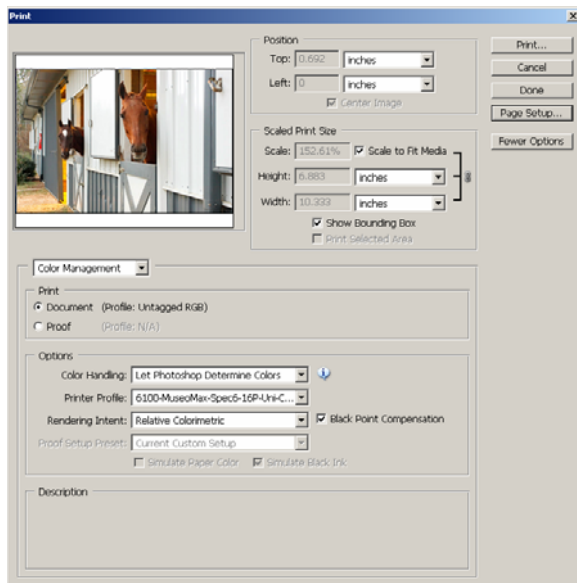 Print
Position
Top: 0.692 inches
Left: 0 inches
Center Image
Scaled Print Size
Scale: 152.61% Scale to Fit Media
Height: 6.883 inches
Width: 10.333 inches
Show Bounding Box
Print Selected Area
Print...
Cancel
Done
Page Setup...
Fewer Options
Color Management
Print
Document (Profile: Untagged RGB)
Proof (Profile: N/A)
Options
Color Handling: Let Photoshop Determine Colors
Printer Profile: 6100-MuseoMax-Spec6-16P-Uni-C...
Rendering Intent: Relative Colorimetric Black Point Compensation
Proof Setup Preset: Current Custom Setup
Simulate Paper Color Simulate Black Ink
Description